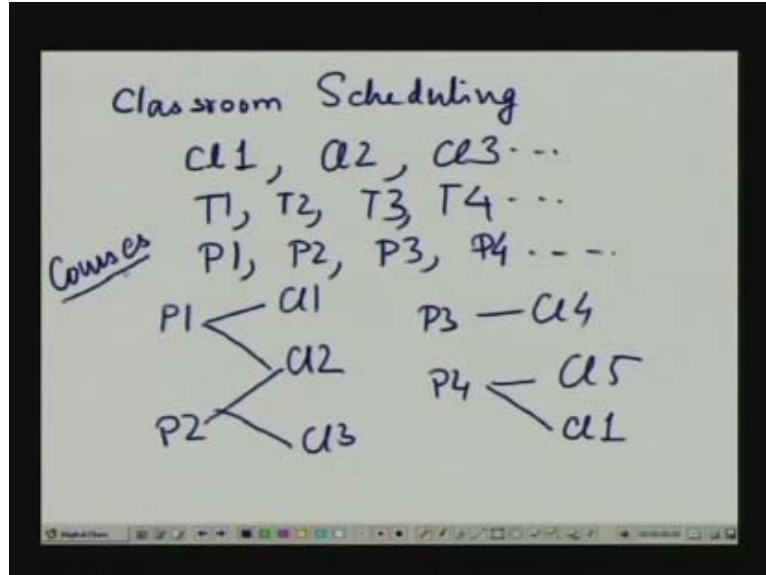 Classroom Scheduling
Cl1, Cl2, Cl3 ...
T1, T2, T3, T4 ...
Courses P1, P2, P3, P4 ....
P1 Cl1 P3 — Cl4
Cl2 P4 Cl5
P2 Cl3 Cl1